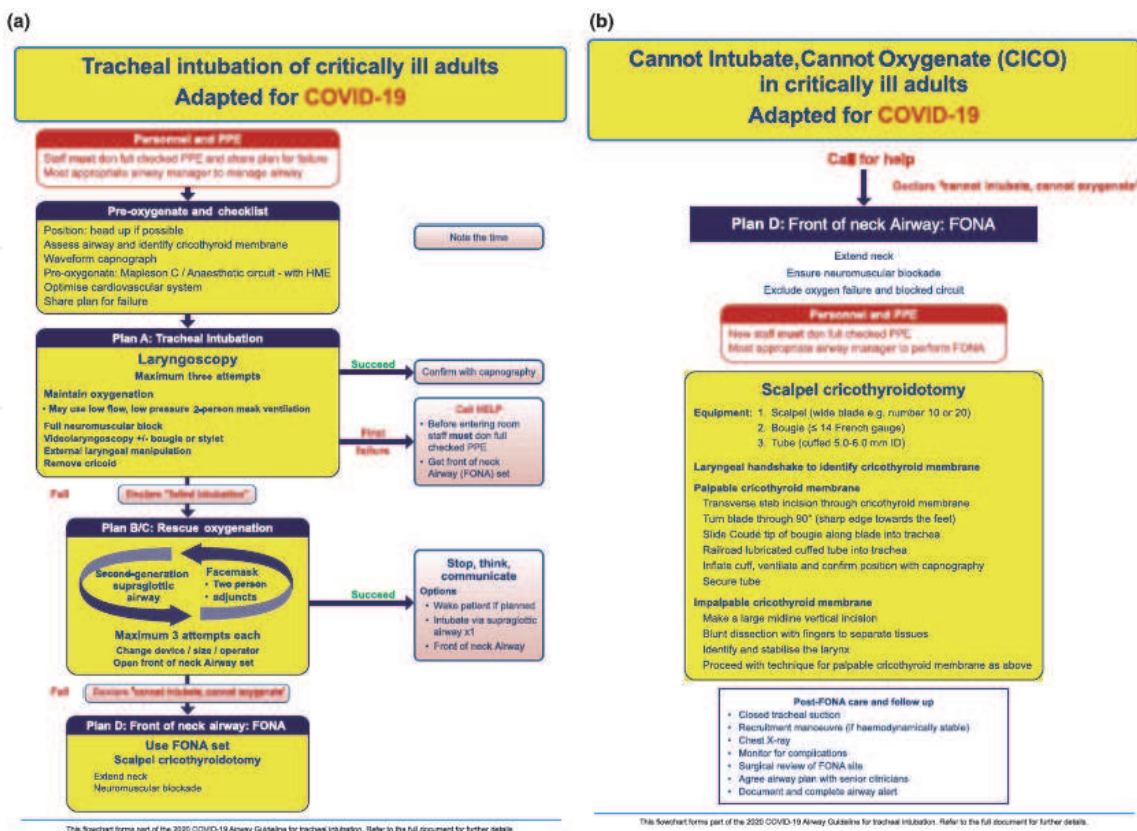 (a)
Tracheal intubation of critically ill adults
Adapted for COVID-19
Personnel and PPE
Staff must don full checked PPE and share plan for failure
Most appropriate airway manager to manage airway
Pre-oxygenate and checklist
Position: head up if possible
Assess airway and identify cricothyroid membrane
Waveform capnograph
Pre-oxygenate: Mapleson C / Anaesthetic circuit - with HME
Optimise cardiovascular system
Share plan for failure
Note the time
Plan A: Tracheal Intubation
Laryngoscopy
Maximum three attempts
Maintain oxygenation
• May use low flow, low pressure 2-person mask ventilation
Full neuromuscular block
Videolaryngoscopy +/- bougie or stylet
External laryngeal manipulation
Remove cricoid
Succeed
Confirm with capnography
First
failure
Call HELP
• Before entering room
staff must don full
checked PPE
• Get front of neck
Airway (FONA) set
Fail
Declare "failed intubation"
Plan B/C: Rescue oxygenation
Second-generation
supraglottic
airway
Facemask
• Two person
• adjuncts
Maximum 3 attempts each
Change device / size / operator
Open front of neck Airway set
Succeed
Stop, think,
communicate
Options
• Wake patient if planned
• Intubate via supraglottic
airway x1
• Front of neck Airway
Fail
Declare "cannot intubate, cannot oxygenate"
Plan D: Front of neck airway: FONA
Use FONA set
Scalpel cricothyroidotomy
Extend neck
Neuromuscular blockade
This flowchart forms part of the 2020 COVID-19 Airway Guideline for tracheal intubation. Refer to the full document for further details.
(b)
Cannot Intubate,Cannot Oxygenate (CICO)
in critically ill adults
Adapted for COVID-19
Call for help
Declare "cannot intubate, cannot oxygenate"
Plan D: Front of neck Airway: FONA
Extend neck
Ensure neuromuscular blockade
Exclude oxygen failure and blocked circuit
Personnel and PPE
New staff must don full checked PPE
Most appropriate airway manager to perform FONA
Scalpel cricothyroidotomy
Equipment: 1. Scalpel (wide blade e.g. number 10 or 20)
2. Bougie (≤ 14 French gauge)
3. Tube (cuffed 5.0-6.0 mm ID)
Laryngeal handshake to identify cricothyroid membrane
Palpable cricothyroid membrane
Transverse stab incision through cricothyroid membrane
Turn blade through 90° (sharp edge towards the feet)
Slide Coudé tip of bougie along blade into trachea
Railroad lubricated cuffed tube into trachea
Inflate cuff, ventilate and confirm position with capnography
Secure tube
Impalpable cricothyroid membrane
Make a large midline vertical incision
Blunt dissection with fingers to separate tissues
Identify and stabilise the larynx
Proceed with technique for palpable cricothyroid membrane as above
Post-FONA care and follow up
• Closed tracheal suction
• Recruitment manoeuvre (if haemodynamically stable)
• Chest X-ray
• Monitor for complications
• Surgical review of FONA site
• Agree airway plan with senior clinicians
• Document and complete airway alert
This flowchart forms part of the 2020 COVID-19 Airway Guideline for tracheal intubation. Refer to the full document for further details.